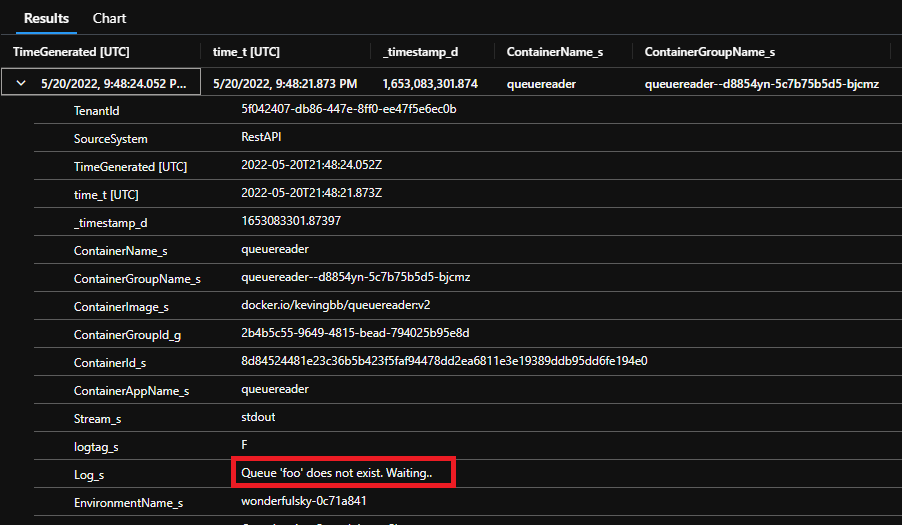 Results Chart
TimeGenerated [UTC] time_t [UTC] _timestamp_d ContainerName_s ContainerGroupName_s
5/20/2022, 9:48:24.052 P... 5/20/2022, 9:48:21.873 PM 1,653,083,301.874 queuereader queuereader--d8854yn-5c7b75b5d5-bjcmz
TenantId 5f042407-db86-447e-8ff0-ee47f5e6ec0b
SourceSystem RestAPI
TimeGenerated [UTC] 2022-05-20T21:48:24.052Z
time_t [UTC] 2022-05-20T21:48:21.873Z
_timestamp_d 1653083301.87397
ContainerName_s queuereader
ContainerGroupName_s queuereader--d8854yn-5c7b75b5d5-bjcmz
ContainerImage_s docker.io/kevingbb/queuereader:v2
ContainerGroupId_g 2b4b5c55-9649-4815-bead-794025b95e8d
ContainerId_s 8d84524481e23c36b5b423f5faf94478dd2ea6811e3e19389ddb95dd6fe194e0
ContainerAppName_s queuereader
Stream_s stdout
logtag_s F
Log_s Queue 'foo' does not exist. Waiting..
EnvironmentName_s wonderfulsky-0c71a841